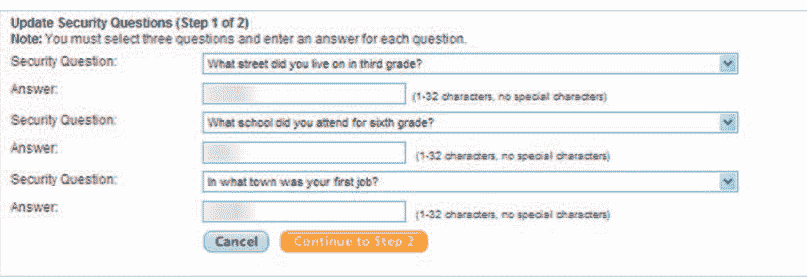 Update Security Questions (Step 1 of 2)
Note: You must select three questions and enter an answer for each question.
Security Question:
What street did you live on in third grade?
Answer:
(1-32 characters, no special characters)
Security Question:
What school did you attend for sixth grade?
Answer:
(1-32 characters, no special characters)
Security Question:
In what town was your first job?
Answer:
(1-32 characters, no special characters)
Cancel Continue to Step 2